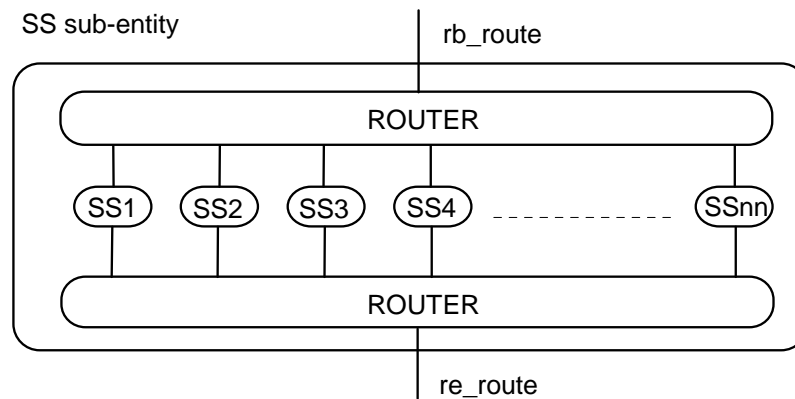 SS sub-entity
rb_route
ROUTER
SS1 SS2 SS3 SS4 SSnn
ROUTER
re_route